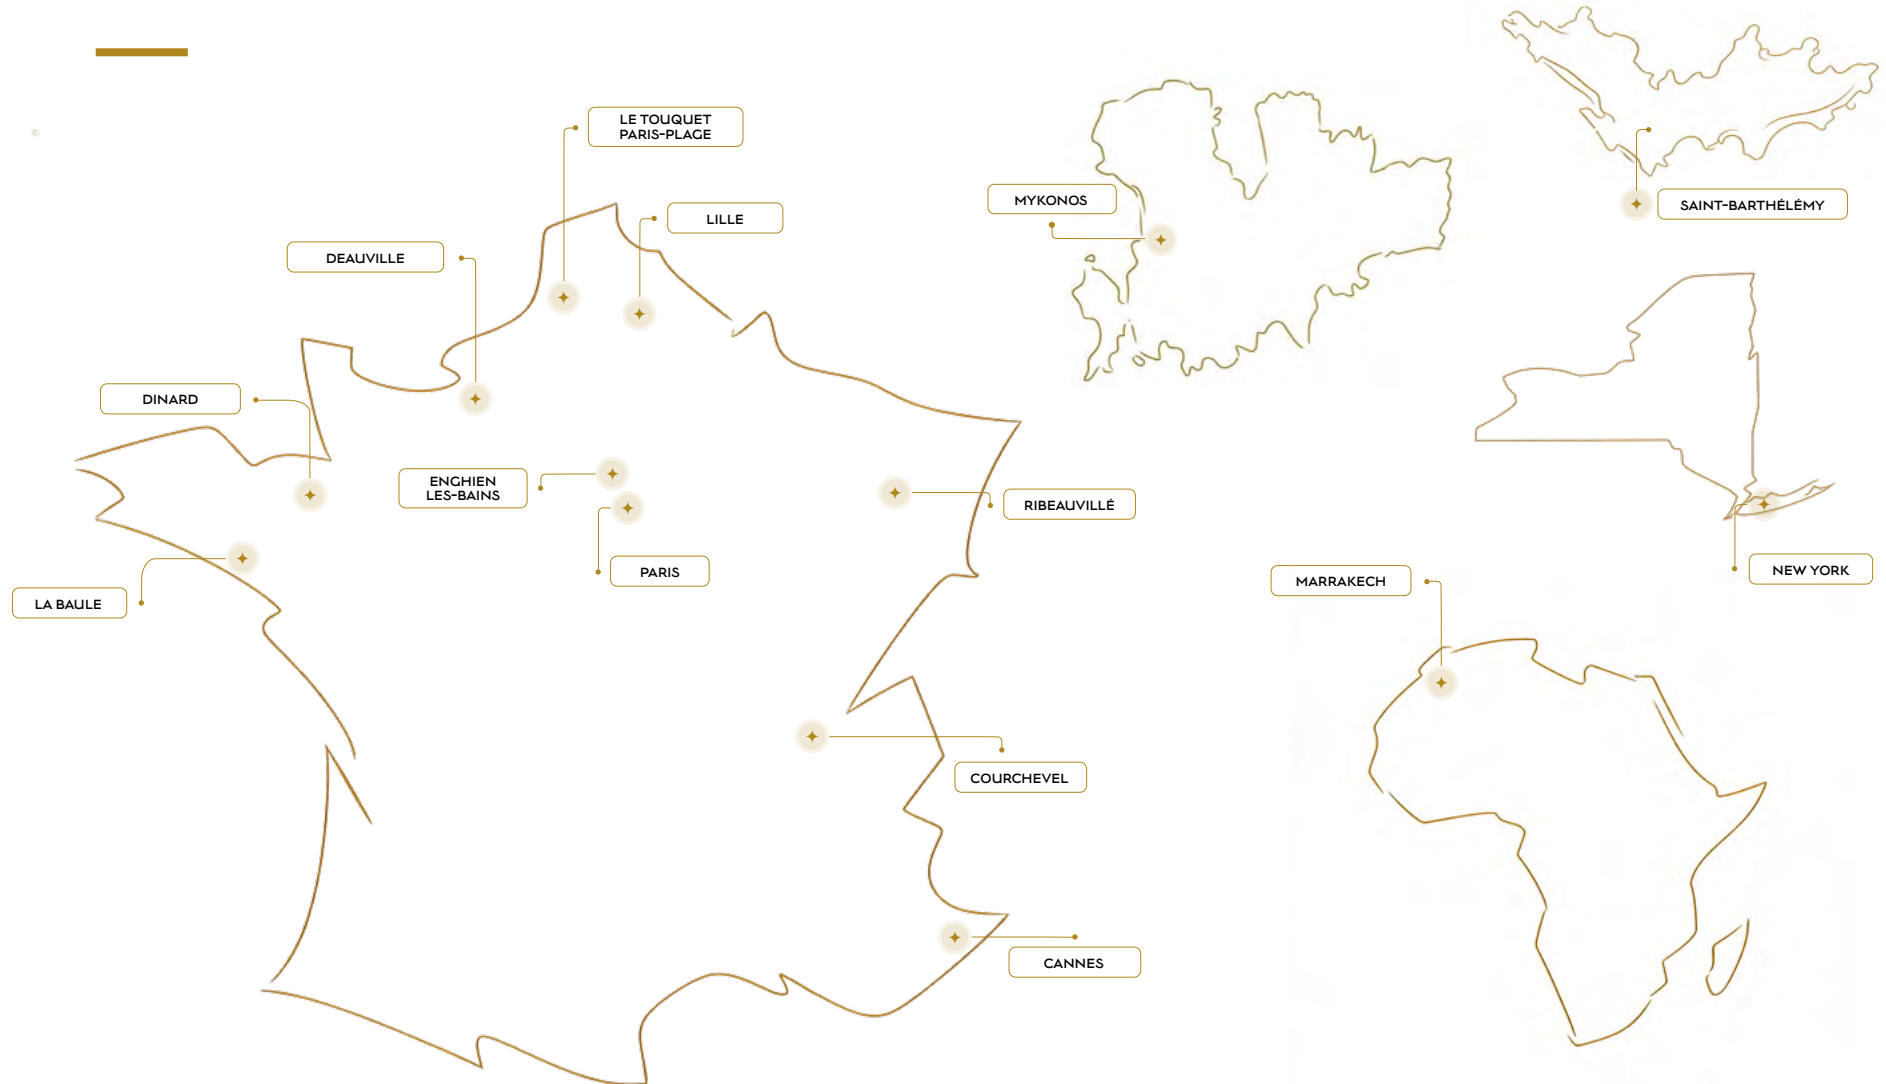 LE TOUQUET
PARIS-PLAGE
LILLE
DEAUVILLE
DINARD
ENGHIEN
LES-BAINS
PARIS
RIBEAUVILLÉ
LA BAULE
COURCHEVEL
CANNES
MYKONOS
SAINT-BARTHÉLÉMY
NEW YORK
MARRAKECH